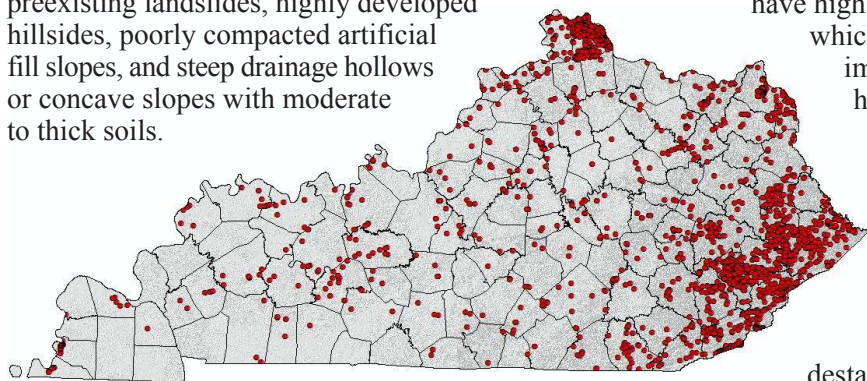 preexisting landslides, highly developed
hillsides, poorly compacted artificial
fill slopes, and steep drainage hollows
or concave slopes with moderate
to thick soils.
have high
which
im
h
desta